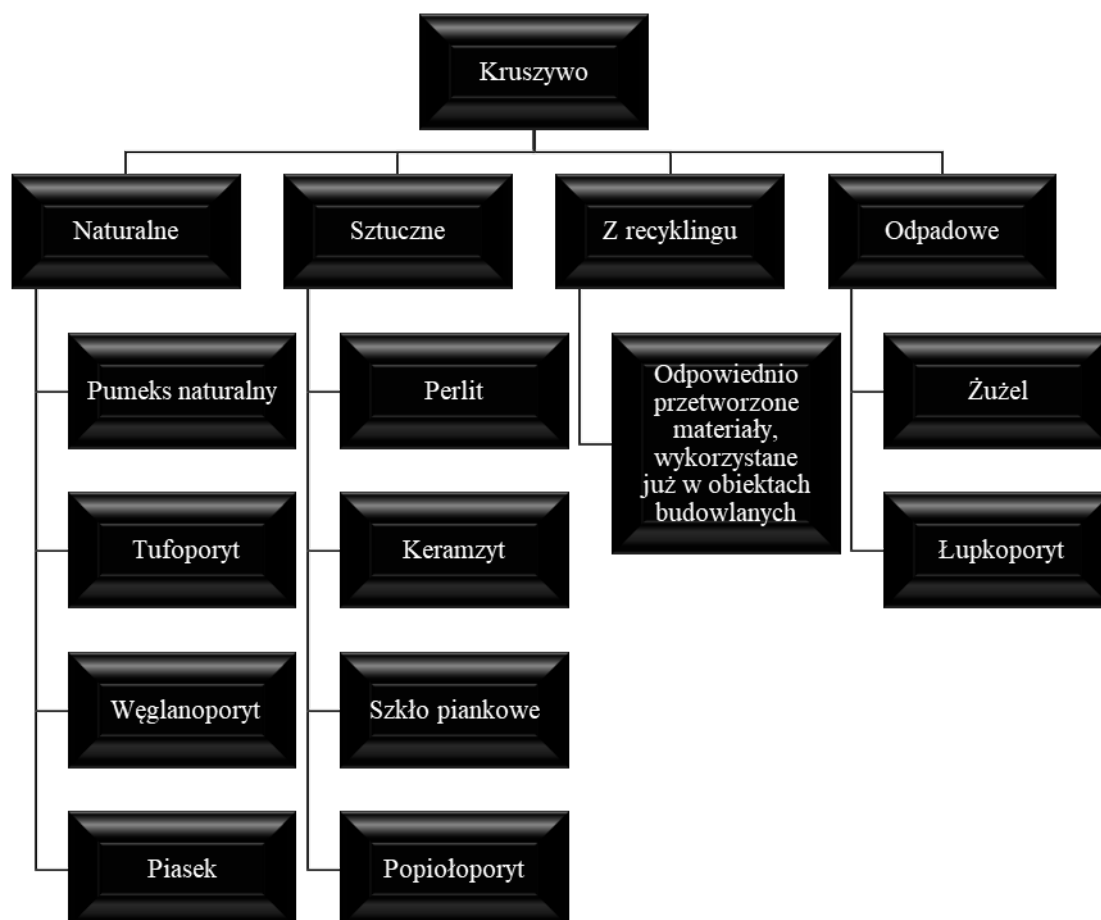 Kruszywo
Naturalne
Sztuczne
Z recyklingu
Odpadowe
Pumeks naturalny
Tufoporyt
Węglanoporyt
Piasek
Perlit
Keramzyt
Szkło piankowe
Popiołoporyt
Odpowiednio
przetworzone
materiały,
wykorzystane
już w obiektach
budowlanych
Żużel
Łupkoporyt